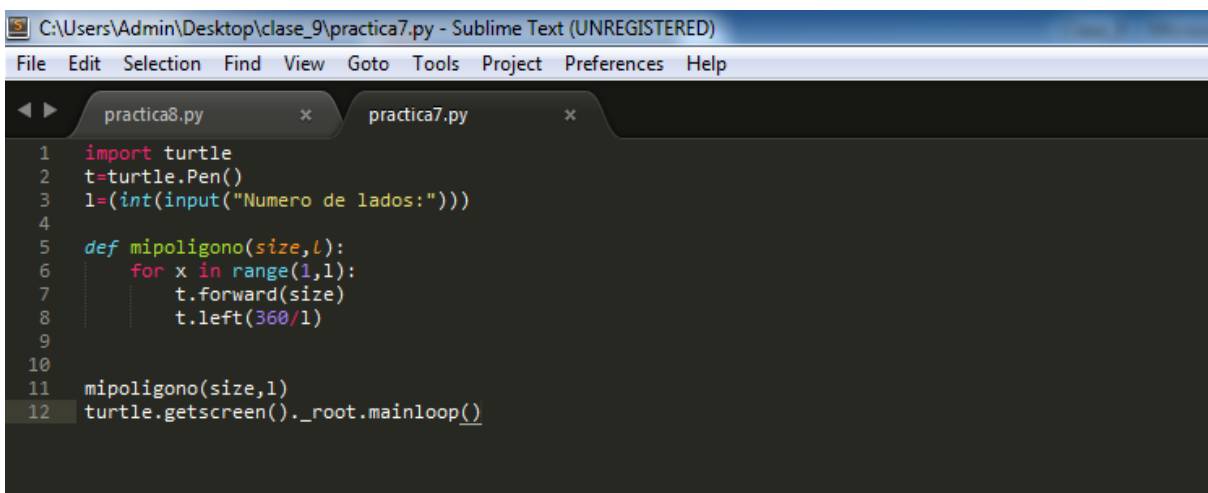 C:\Users\Admin\Desktop\clase_9\practica7.py - Sublime Text (UNREGISTERED)
File Edit Selection Find View Goto Tools Project Preferences Help
practica8.py × practica7.py ×
1 import turtle
2 t=turtle.Pen()
3 l=(int(input("Numero de lados:")))
4
5 def mipoligono(size,l):
6     for x in range(1,l):
7         t.forward(size)
8         t.left(360/l)
9
10
11 mipoligono(size,l)
12 turtle.getscreen()._root.mainloop()